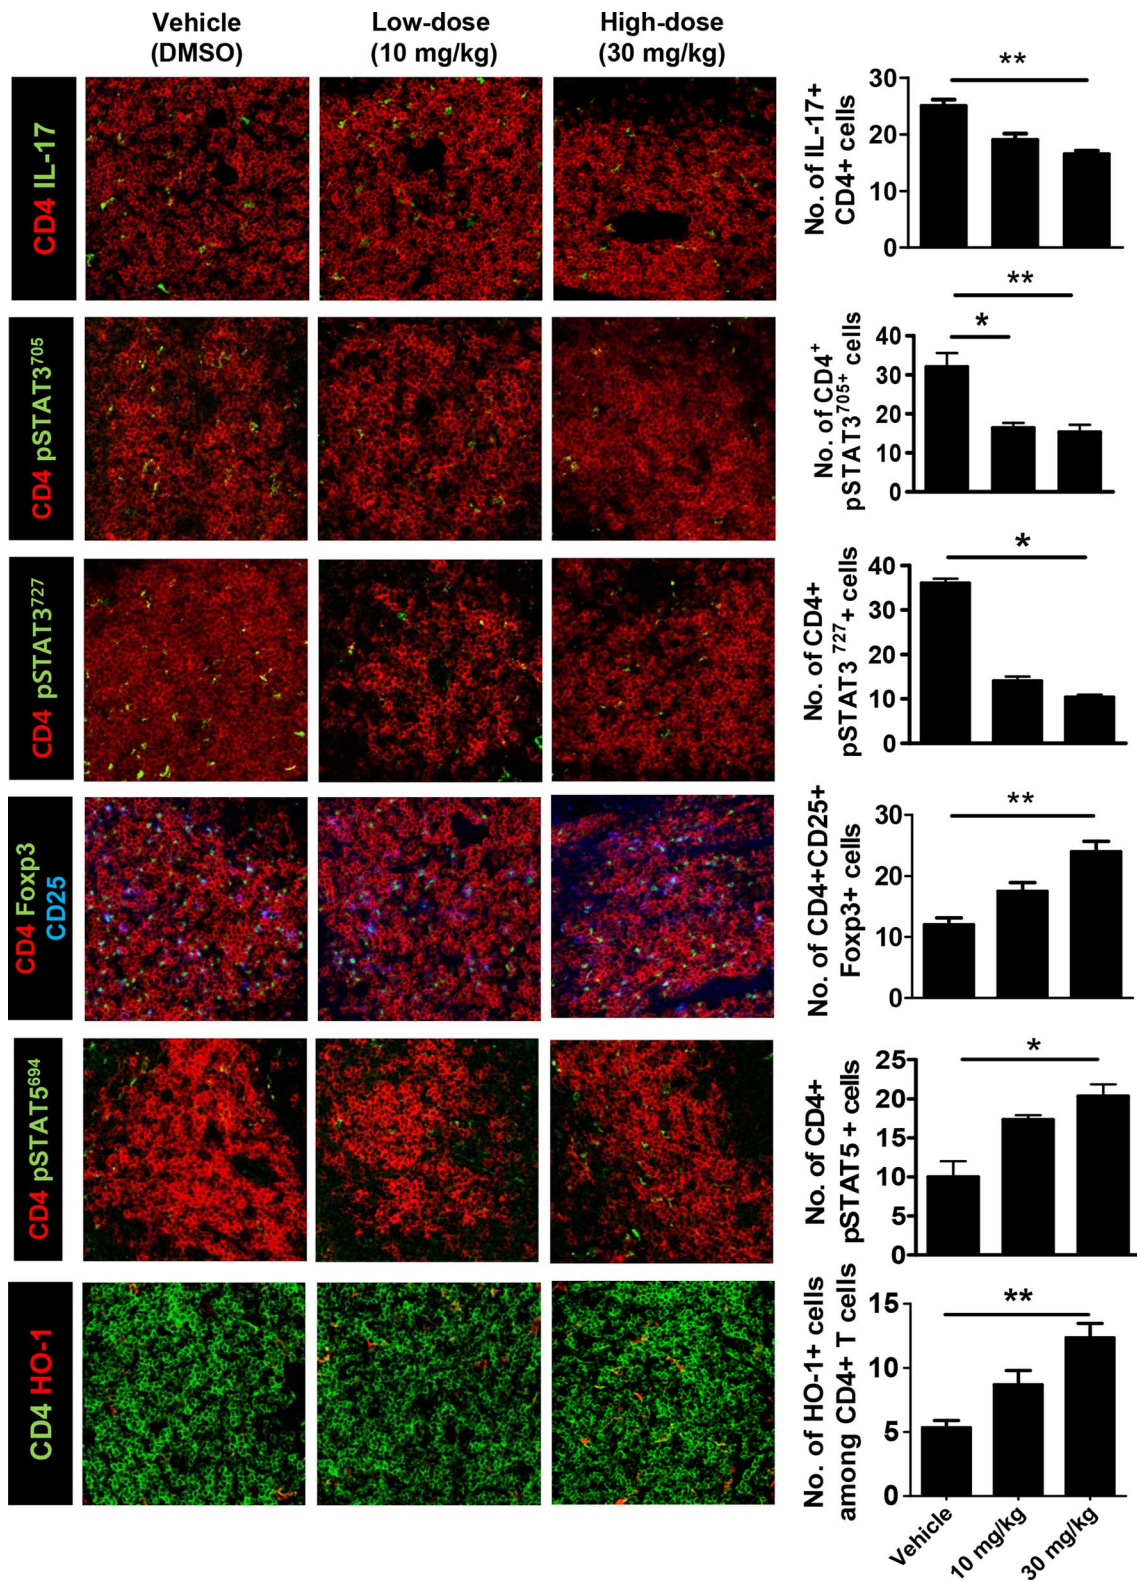 Vehicle
(DMSO)
Low-dose
(10 mg/kg)
High-dose
(30 mg/kg)
CD4 IL-17
No. of IL-17+
CD4+ cells
30
20
10
0
**
CD4 pSTAT3⁷⁰⁵
No. of CD4⁺
pSTAT3⁷⁰⁵⁺ cells
40
30
20
10
0
*
**
CD4 pSTAT3⁷²⁷
No. of CD4+
pSTAT3⁷²⁷+ cells
40
30
20
10
0
*
CD4 Foxp3
CD25
No. of CD4+CD25+
Foxp3+ cells
30
20
10
0
**
CD4 pSTAT5⁶⁹⁴
No. of CD4+
pSTAT5 + cells
25
20
15
10
5
0
*
CD4 HO-1
No. of HO-1+ cells
among CD4+ T cells
15
10
5
0
**
Vehicle
10 mg/kg
30 mg/kg